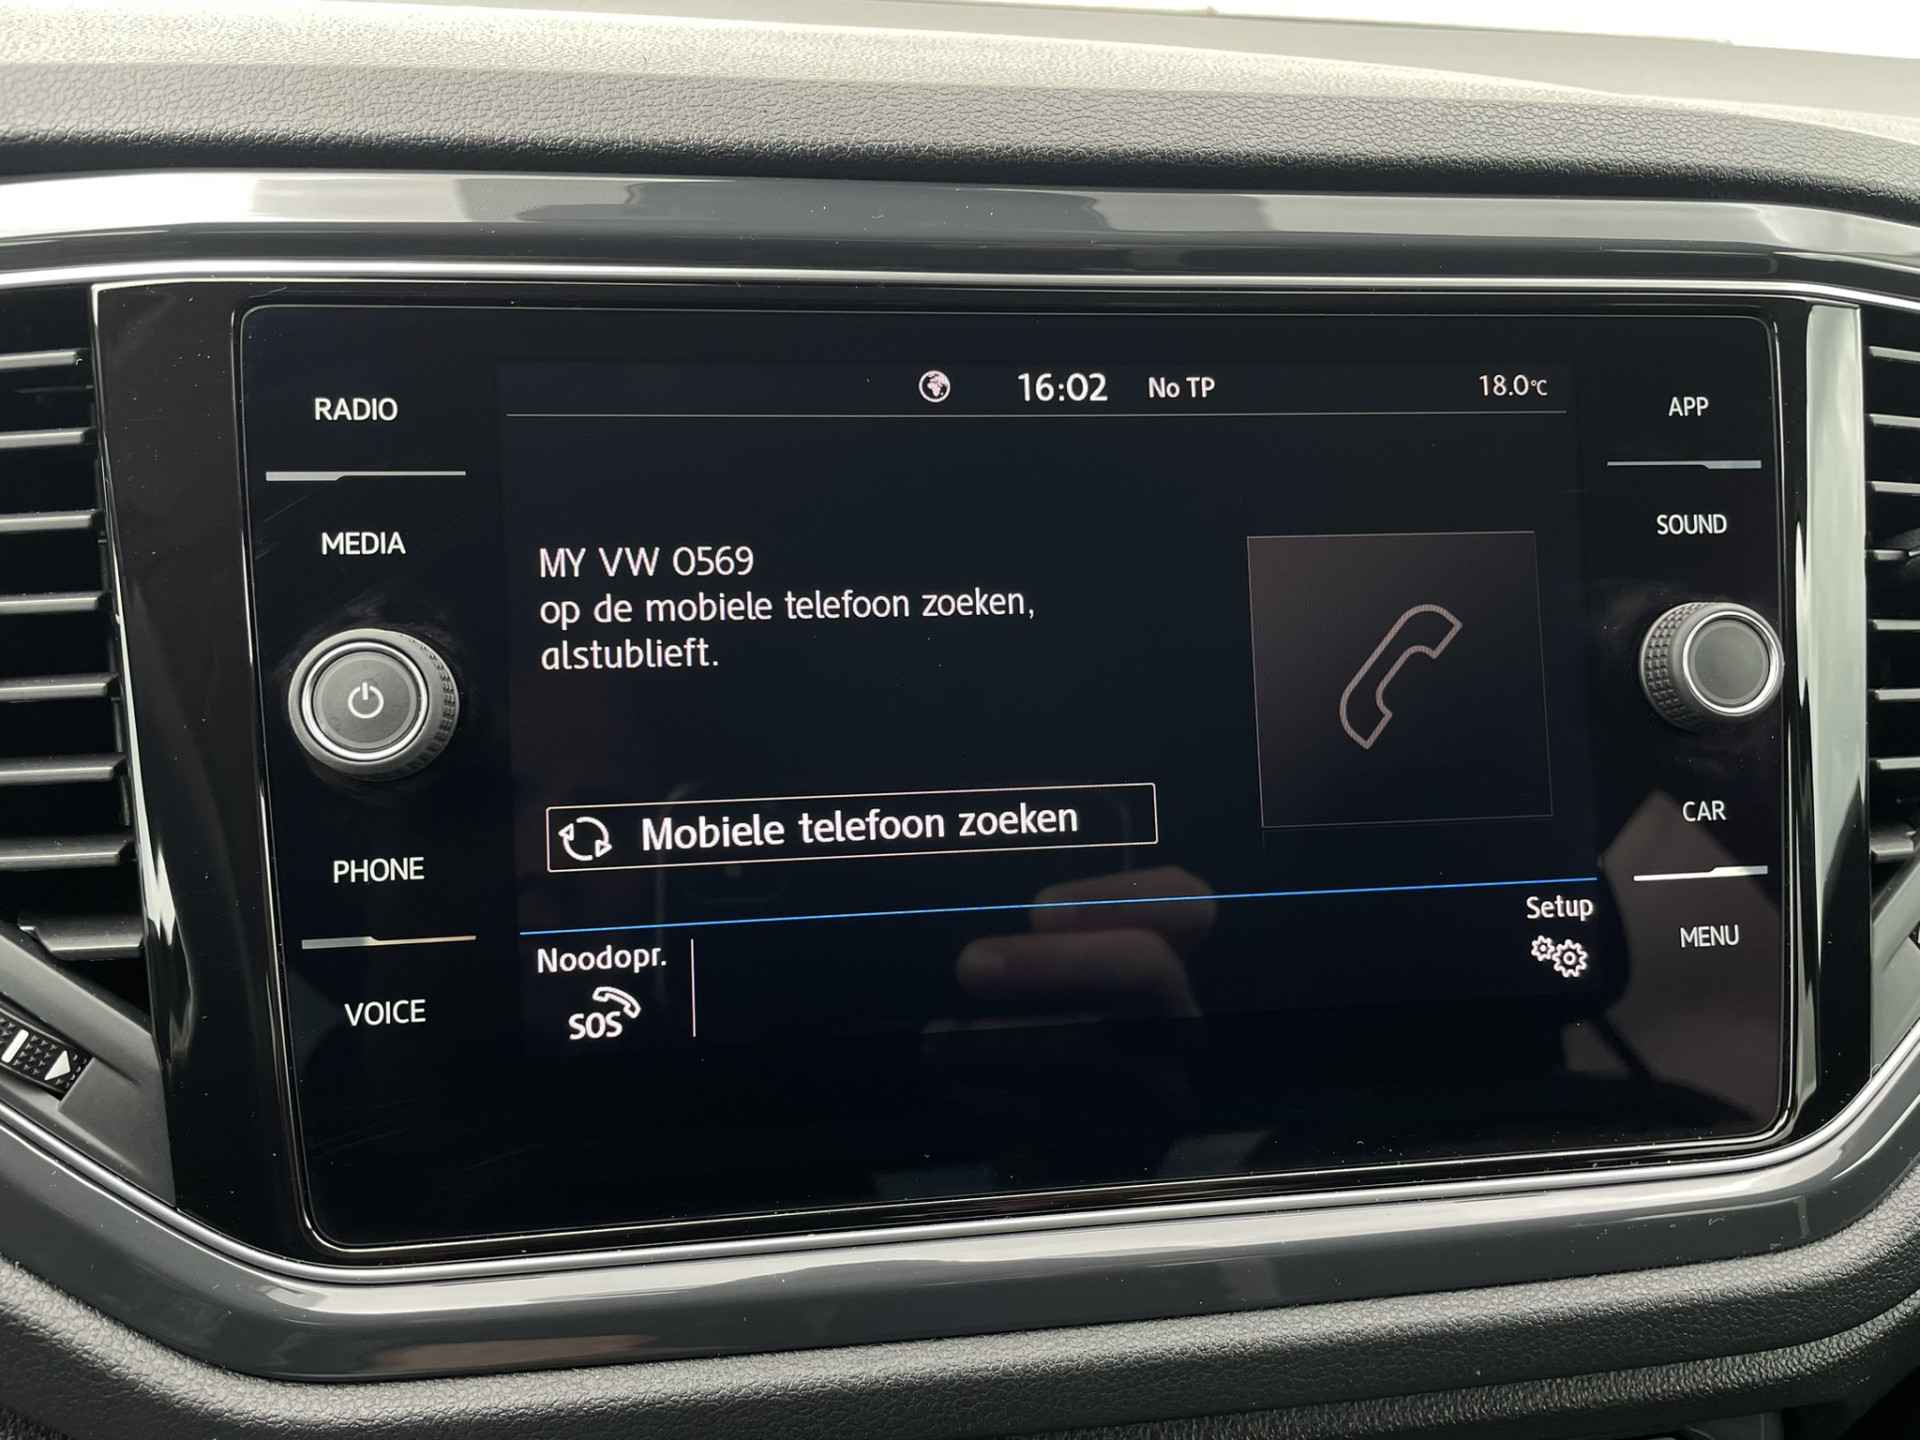 16:02 No TP 18.0°C
RADIO
MEDIA
PHONE
VOICE
MY VW 0569
op de mobiele telefoon zoeken,
alstublieft.
Mobiele telefoon zoeken
Noodopr.
SOS
Setup
APP
SOUND
CAR
MENU